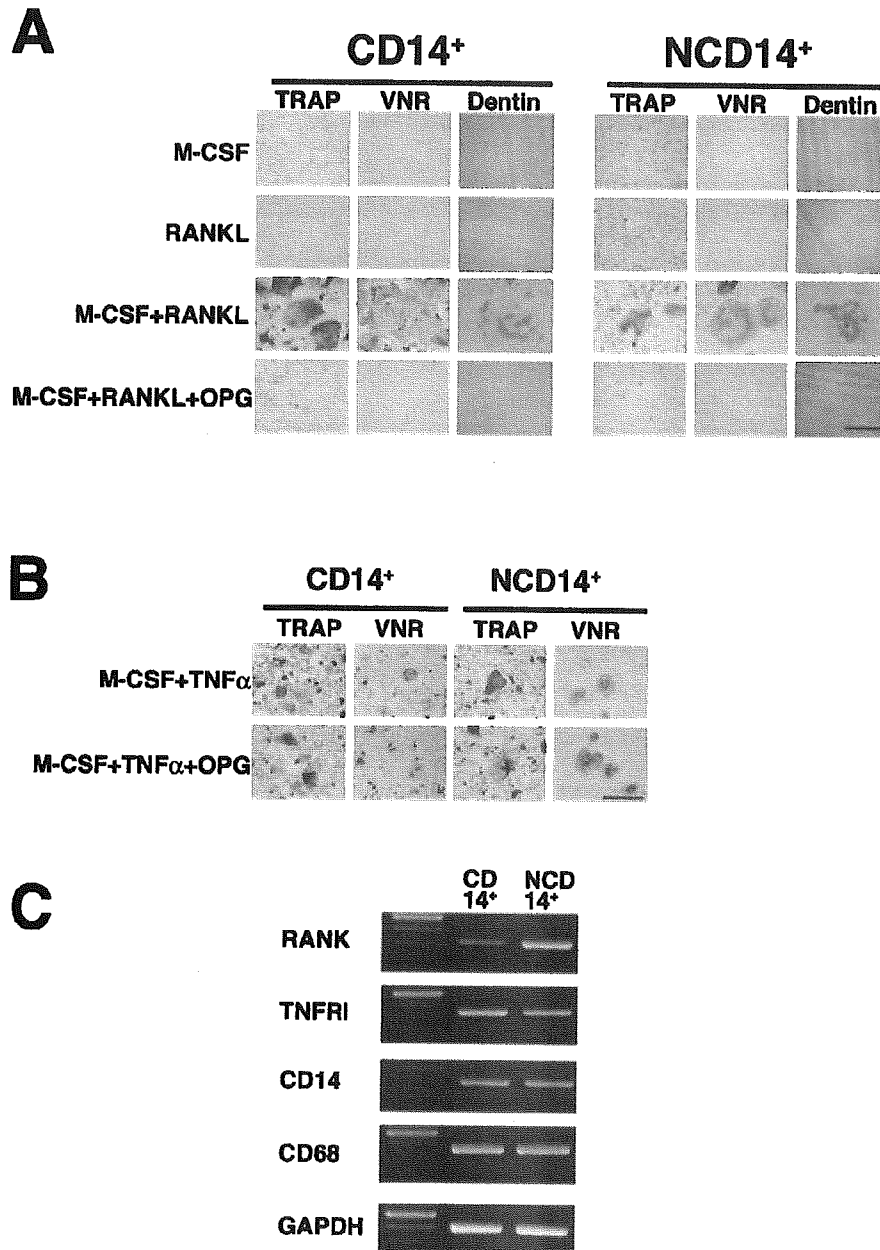 A
CD14⁺ NCD14⁺
TRAP VNR Dentin TRAP VNR Dentin
M-CSF
RANKL
M-CSF+RANKL
M-CSF+RANKL+OPG
B
CD14⁺ NCD14⁺
TRAP VNR TRAP VNR
M-CSF+TNFα
M-CSF+TNFα+OPG
C
CD NCD
14⁺ 14⁺
RANK
TNFRI
CD14
CD68
GAPDH